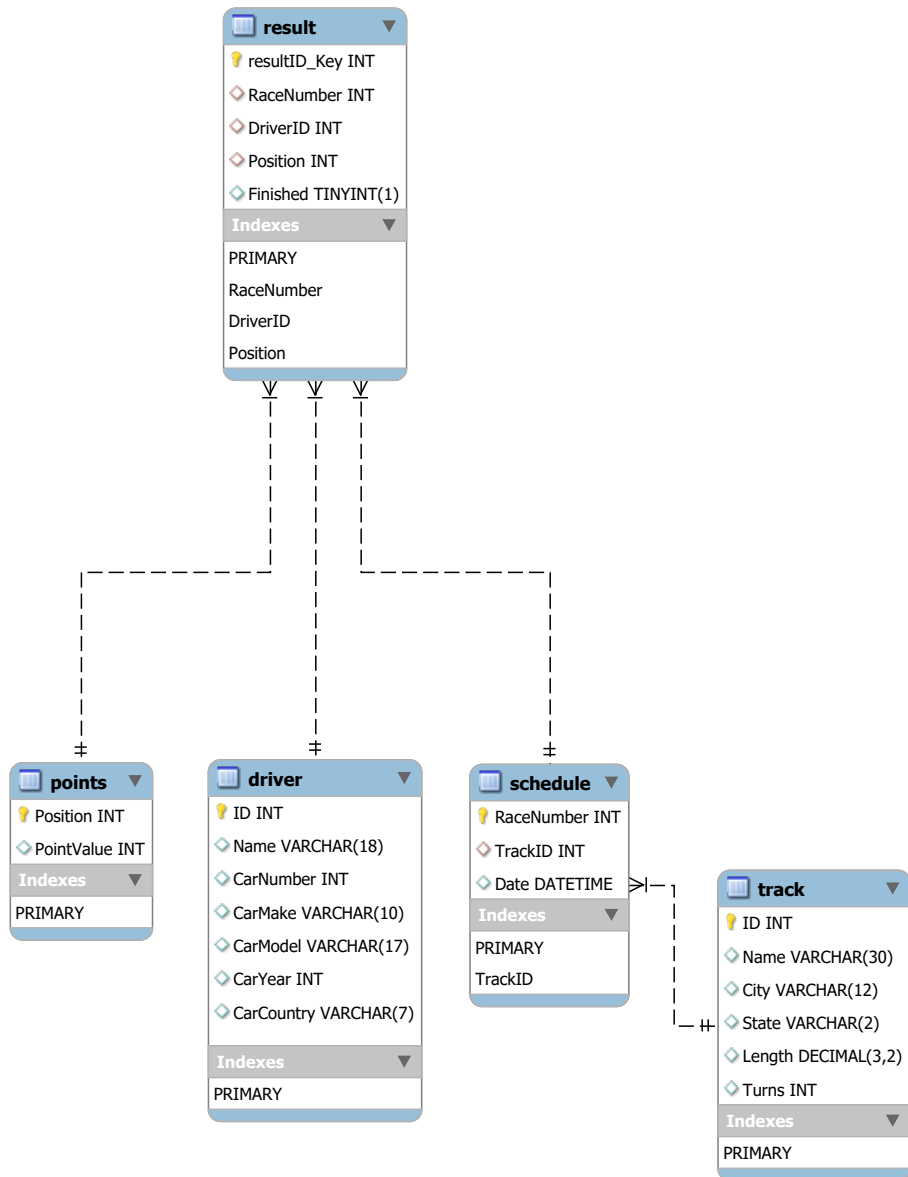 result
resultID_Key INT
RaceNumber INT
DriverID INT
Position INT
Finished TINYINT(1)
Indexes
PRIMARY
RaceNumber
DriverID
Position
points
Position INT
PointValue INT
Indexes
PRIMARY
driver
ID INT
Name VARCHAR(18)
CarNumber INT
CarMake VARCHAR(10)
CarModel VARCHAR(17)
CarYear INT
CarCountry VARCHAR(7)
Indexes
PRIMARY
schedule
RaceNumber INT
TrackID INT
Date DATETIME
Indexes
PRIMARY
TrackID
track
ID INT
Name VARCHAR(30)
City VARCHAR(12)
State VARCHAR(2)
Length DECIMAL(3,2)
Turns INT
Indexes
PRIMARY